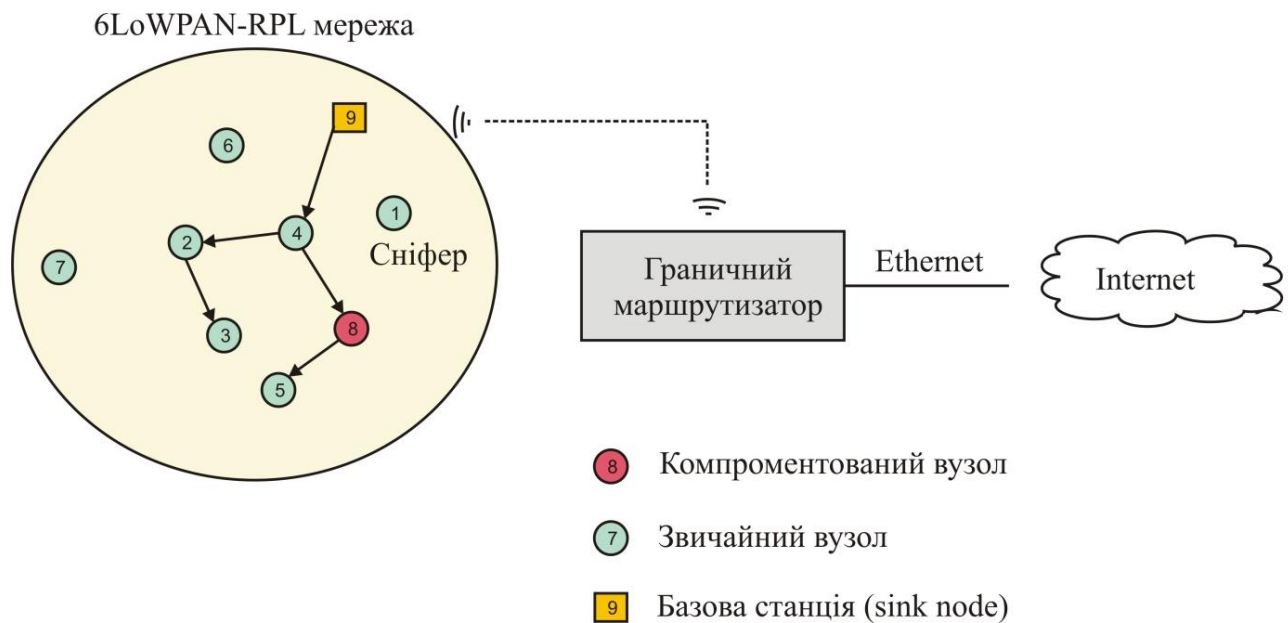 6LoWPAN-RPL мережа
9
6
1
2
4
Сніфер
7
3
8
5
Граничний
маршрутизатор
Ethernet
Internet
8 Компроментований вузол
7 Звичайний вузол
9 Базова станція (sink node)